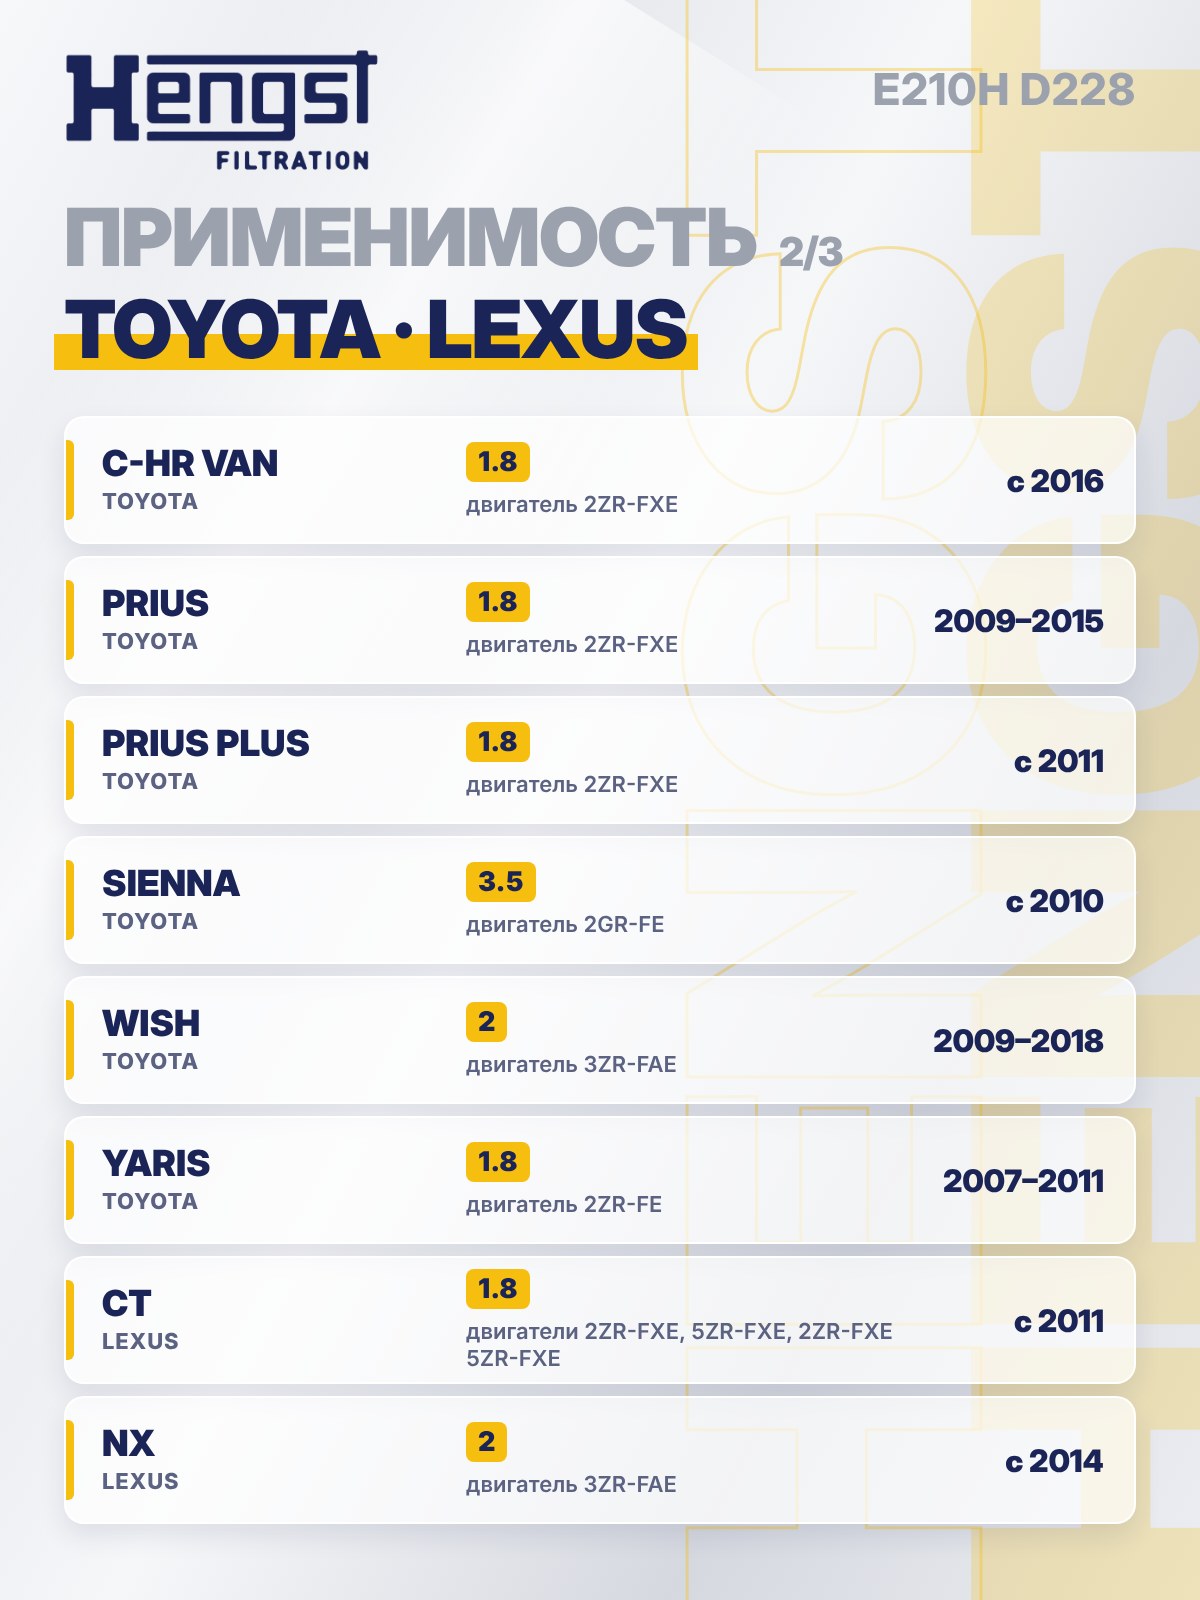 Hengst
FILTRATION
E210H D228
ПРИМЕНИМОСТЬ 2/3
TOYOTA · LEXUS
C-HR VAN
TOYOTA
1.8
двигатель 2ZR-FXE
с 2016
PRIUS
TOYOTA
1.8
двигатель 2ZR-FXE
2009–2015
PRIUS PLUS
TOYOTA
1.8
двигатель 2ZR-FXE
с 2011
SIENNA
TOYOTA
3.5
двигатель 2GR-FE
с 2010
WISH
TOYOTA
2
двигатель 3ZR-FAE
2009–2018
YARIS
TOYOTA
1.8
двигатель 2ZR-FE
2007–2011
CT
LEXUS
1.8
двигатели 2ZR-FXE, 5ZR-FXE, 2ZR-FXE
5ZR-FXE
с 2011
NX
LEXUS
2
двигатель 3ZR-FAE
с 2014
HENGST
HENGST